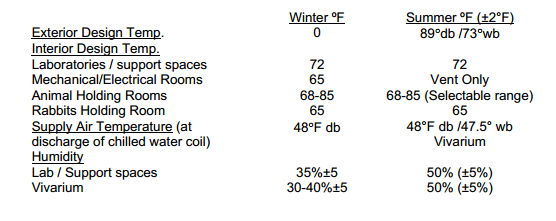 Winter ºF Summer ºF (±2°F)
Exterior Design Temp. 0 89°db /73°wb
Interior Design Temp.
Laboratories / support spaces 72 72
Mechanical/Electrical Rooms 65 Vent Only
Animal Holding Rooms 68-85 68-85 (Selectable range)
Rabbits Holding Room 65 65
Supply Air Temperature (at 48°F db 48°F db /47.5° wb
discharge of chilled water coil) Vivarium
Humidity
Lab / Support spaces 35%±5 50% (±5%)
Vivarium 30-40%±5 50% (±5%)